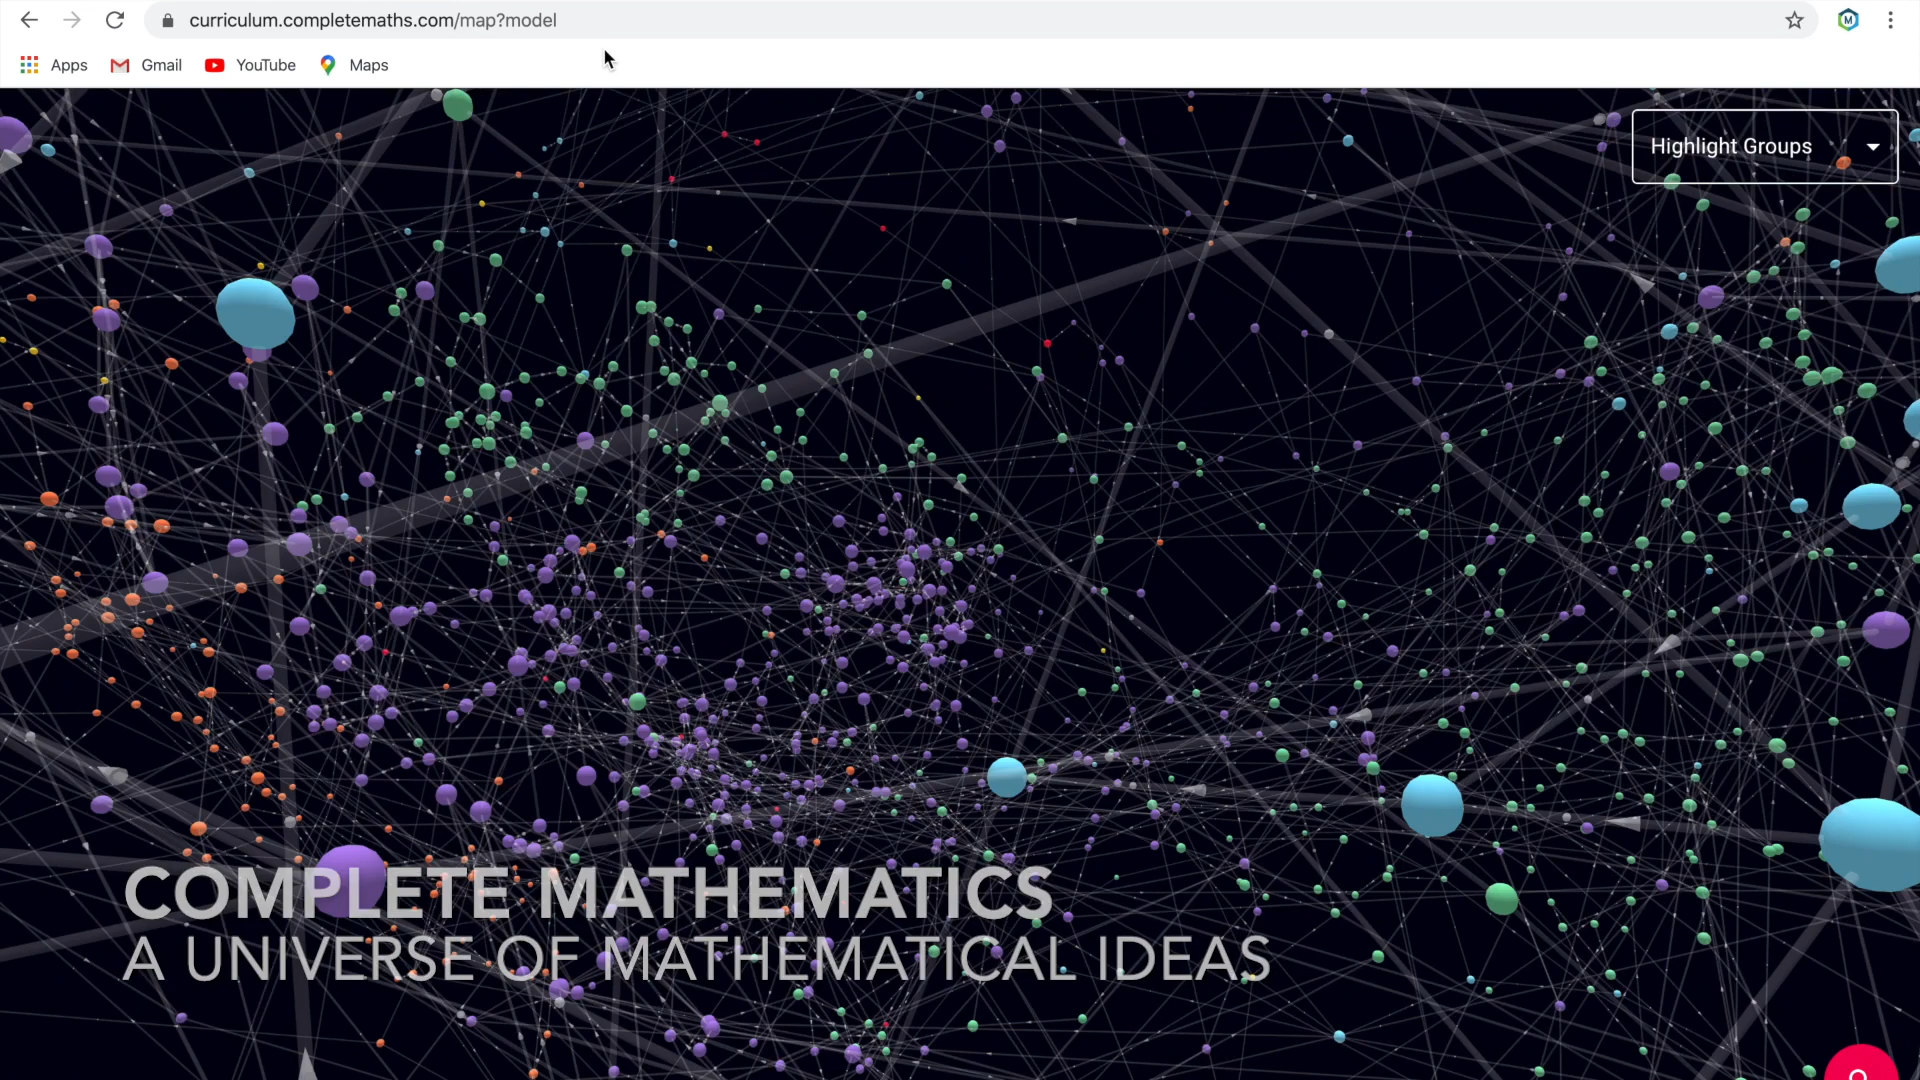 curriculum.completemaths.com/map?model
Apps
Gmail
YouTube
Maps
Highlight Groups
COMPLETE MATHEMATICS
A UNIVERSE OF MATHEMATICAL IDEAS